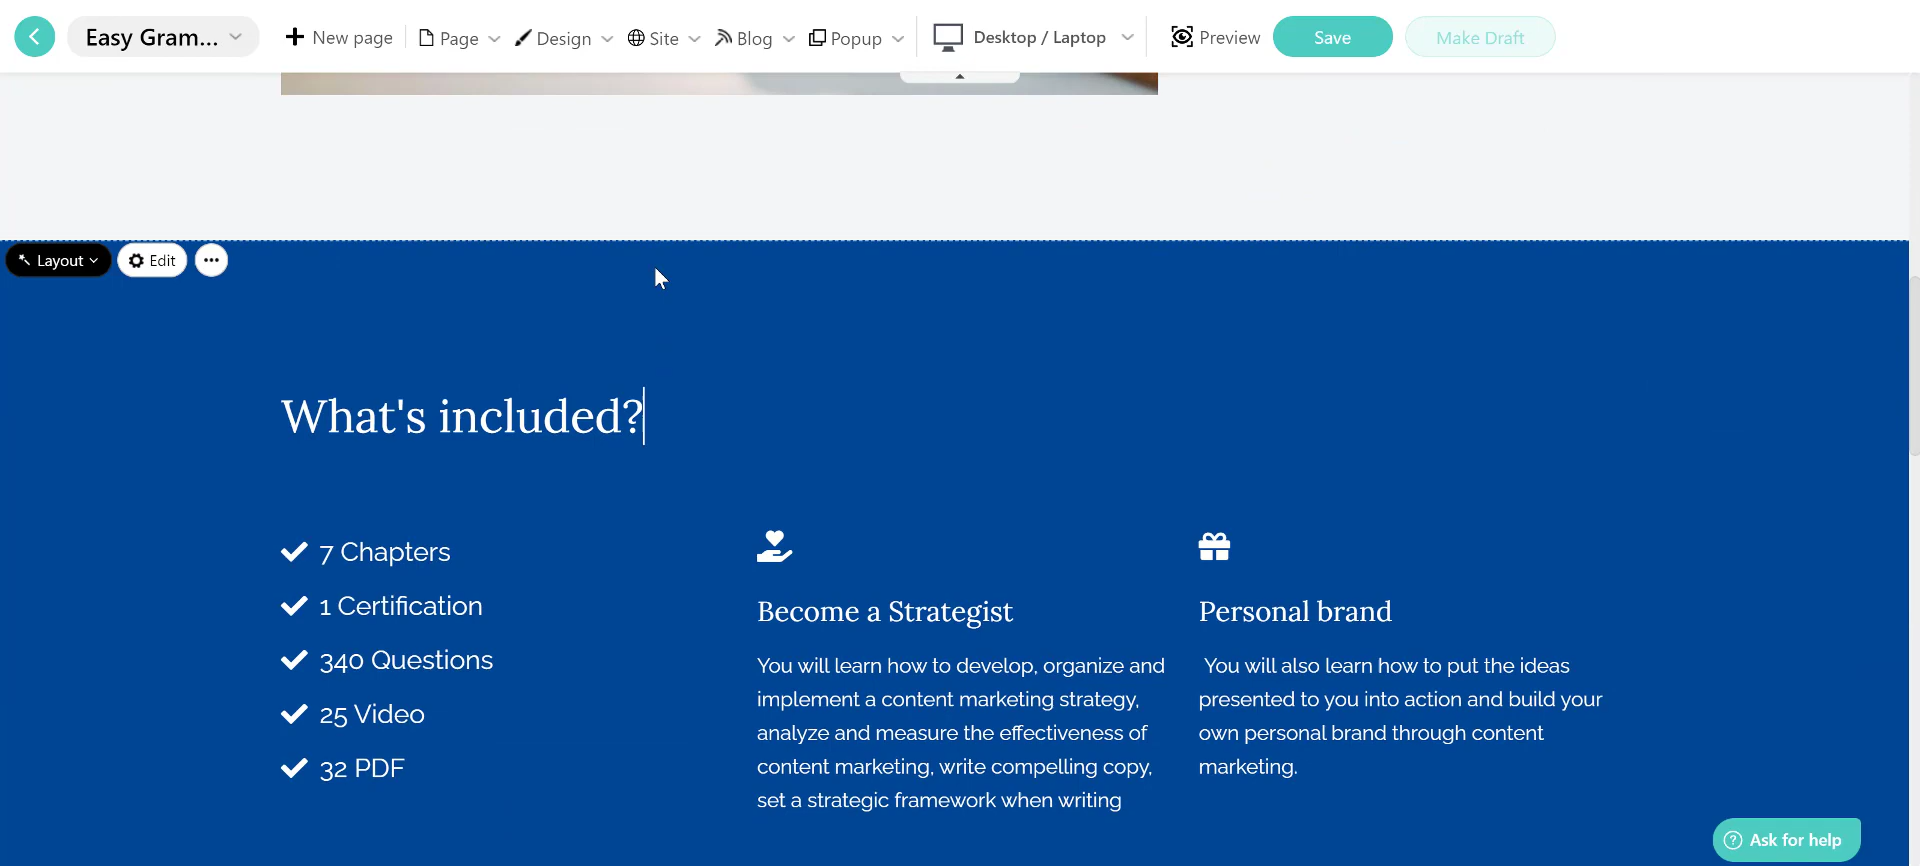 Easy Gram...
New page
Page
Design
Site
Blog
Popup
Desktop / Laptop
Preview
Save
Make Draft
Layout
Edit
What's included?
7 Chapters
1 Certification
340 Questions
25 Video
32 PDF
Become a Strategist
You will learn how to develop, organize and
implement a content marketing strategy,
analyze and measure the effectiveness of
content marketing, write compelling copy,
set a strategic framework when writing
Personal brand
You will also learn how to put the ideas
presented to you into action and build your
own personal brand through content
marketing.
Ask for help